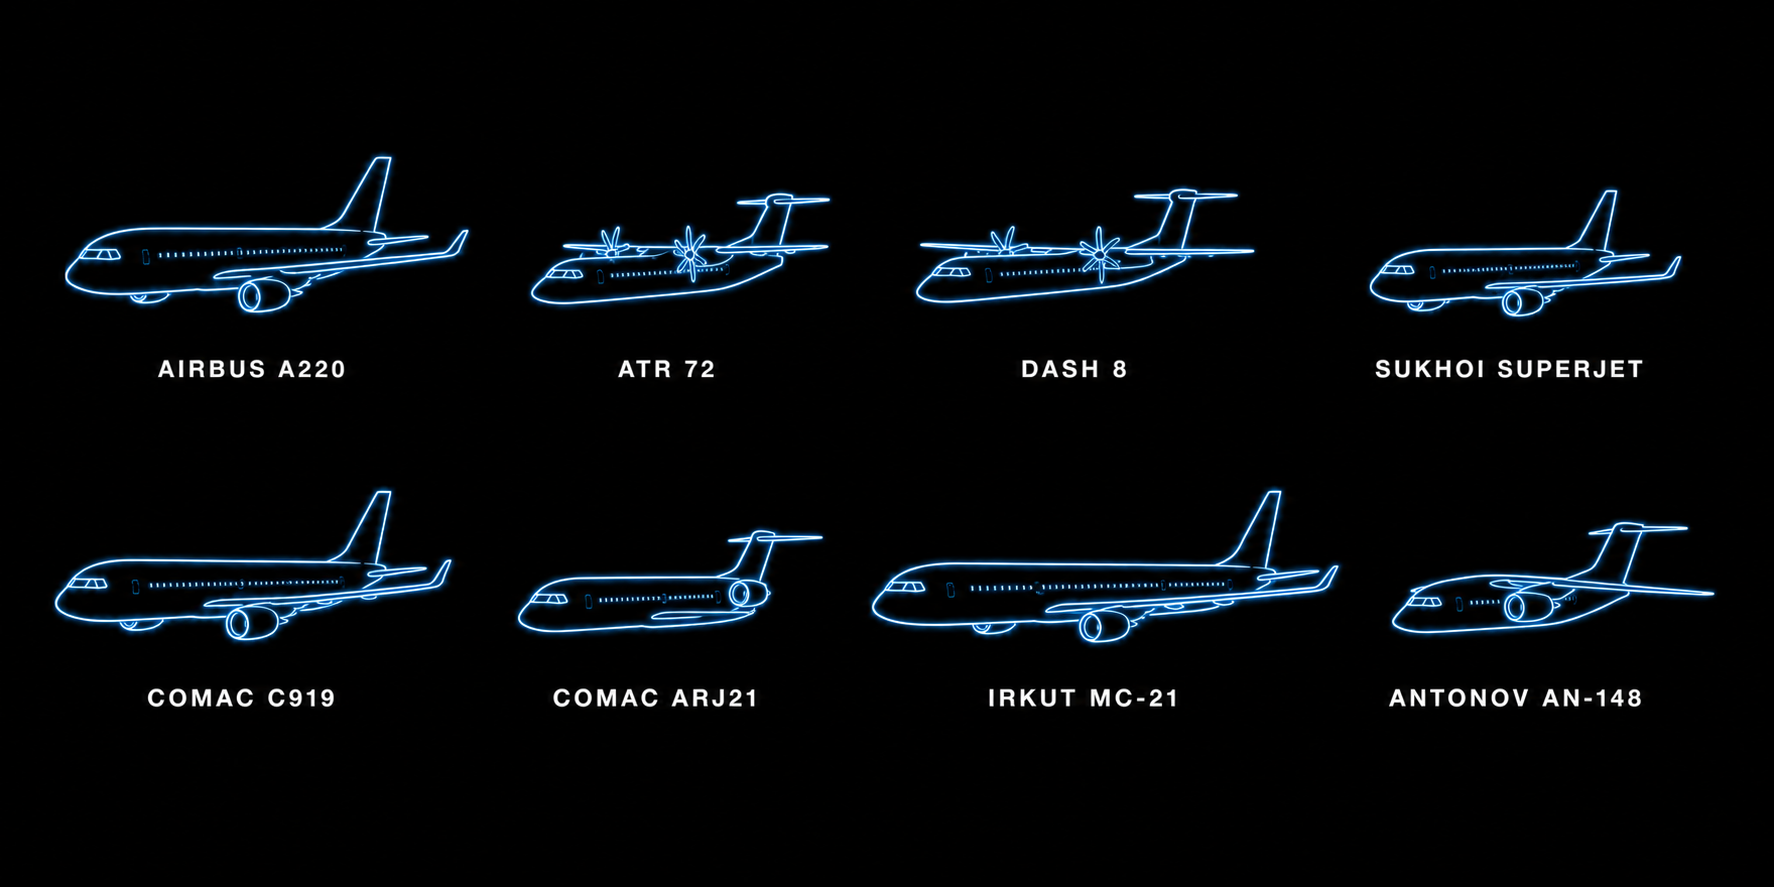 AIRBUS A220
ATR 72
DASH 8
SUKHOI SUPERJET
COMAC C919
COMAC ARJ21
IRKUT MC-21
ANTONOV AN-148